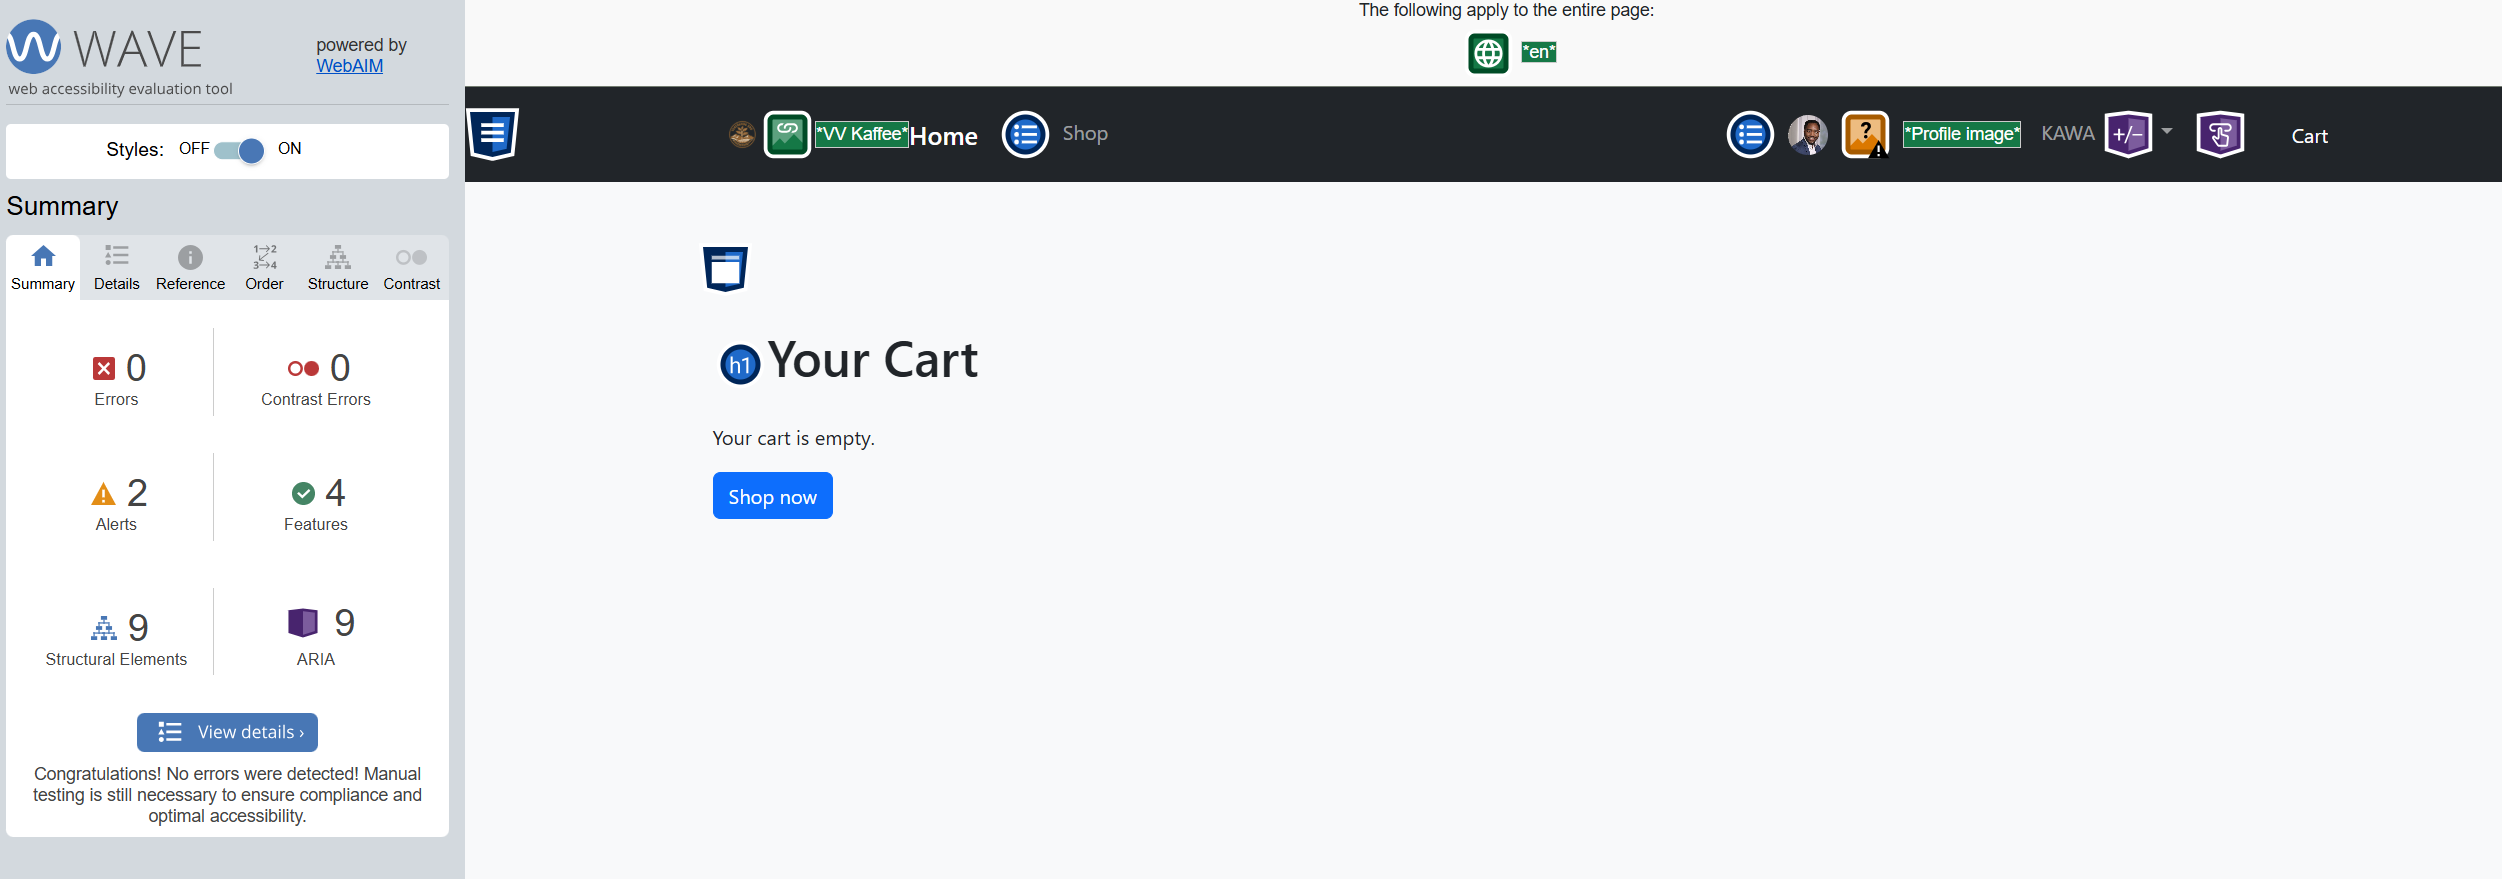 WAVE
powered by
WebAIM
web accessibility evaluation tool
Styles: OFF ON
Summary
Summary Details Reference Order Structure Contrast
0
Errors
0
Contrast Errors
2
Alerts
4
Features
9
Structural Elements
9
ARIA
View details ›
Congratulations! No errors were detected! Manual
testing is still necessary to ensure compliance and
optimal accessibility.
The following apply to the entire page:
*en*
*VV Kaffee* Home Shop *Profile image* KAWA +/- Cart
h1 Your Cart
Your cart is empty.
Shop now